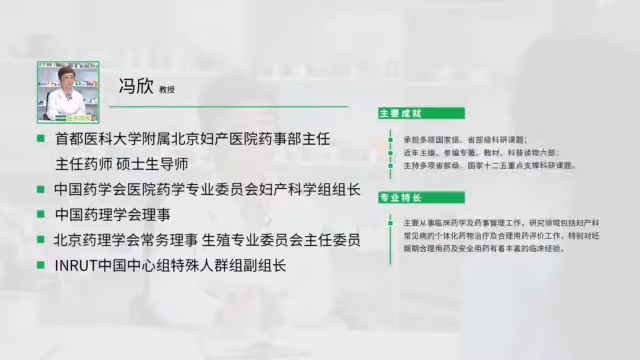 冯欣 教授
首都医科大学附属北京妇产医院药事部主任
主任药师 硕士生导师
中国药学会医院药学专业委员会妇产科学组组长
中国药理学会理事
北京药理学会常务理事 生殖专业委员会主任委员
INRUT中国中心组特殊人群组副组长
主要成就
承担多项国家级、省部级科研课题；
近年主编、参编专著、教材、科普读物六部；
主持多项省部级、国家十二五重点支撑科研课题。
专业特长
主要从事临床药学及药事管理工作，研究领域包括妇产科
常见病的个体化药物治疗及合理用药评价工作，特别对妊
娠期合理用药及安全用药有着丰富的临床经验。